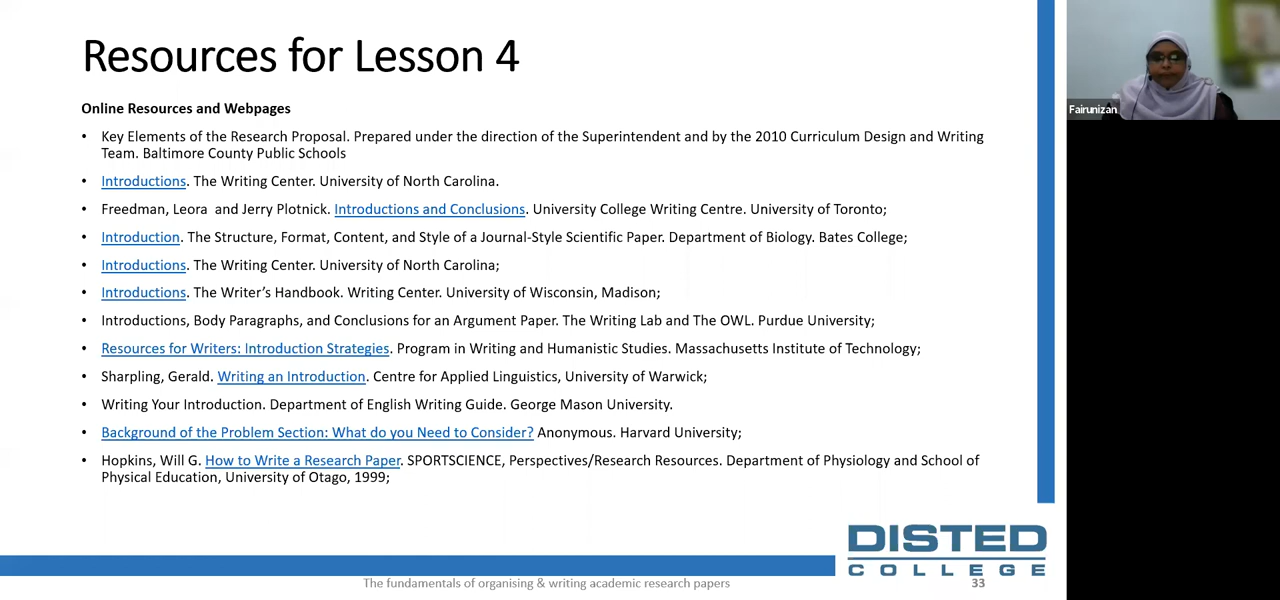 Resources for Lesson 4
Online Resources and Webpages
• Key Elements of the Research Proposal. Prepared under the direction of the Superintendent and by the 2010 Curriculum Design and Writing
Team. Baltimore County Public Schools
• Introductions. The Writing Center. University of North Carolina.
• Freedman, Leora and Jerry Plotnick. Introductions and Conclusions. University College Writing Centre. University of Toronto;
• Introduction. The Structure, Format, Content, and Style of a Journal-Style Scientific Paper. Department of Biology. Bates College;
• Introductions. The Writing Center. University of North Carolina;
• Introductions. The Writer’s Handbook. Writing Center. University of Wisconsin, Madison;
• Introductions, Body Paragraphs, and Conclusions for an Argument Paper. The Writing Lab and The OWL. Purdue University;
• Resources for Writers: Introduction Strategies. Program in Writing and Humanistic Studies. Massachusetts Institute of Technology;
• Sharpling, Gerald. Writing an Introduction. Centre for Applied Linguistics, University of Warwick;
• Writing Your Introduction. Department of English Writing Guide. George Mason University.
• Background of the Problem Section: What do you Need to Consider? Anonymous. Harvard University;
• Hopkins, Will G. How to Write a Research Paper. SPORTSCIENCE, Perspectives/Research Resources. Department of Physiology and School of
Physical Education, University of Otago, 1999;
DISTED
COLLEGE
The fundamentals of organising & writing academic research papers
33
Fairunizan